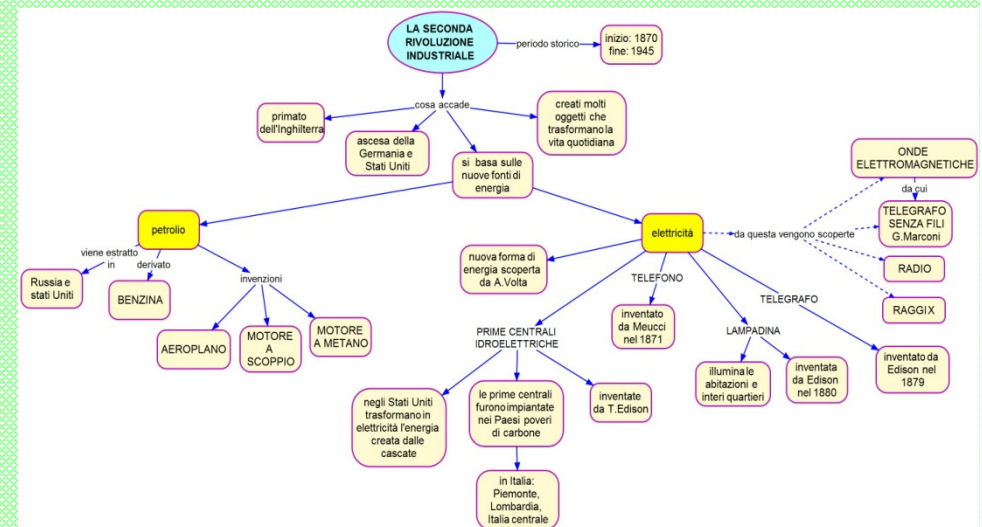 LA SECONDA
RIVOLUZIONE
INDUSTRIALE
periodo storico
inizio: 1870
fine: 1945
cosa accade
primato
dell'Inghilterra
ascesa della
Germania e
Stati Uniti
si basa sulle
nuove fonti di
energia
creati molti
oggetti che
trasformano la
vita quotidiana
petrolio
viene estratto
in
Russia e
stati Uniti
derivato
BENZINA
invenzioni
AEROPLANO
MOTORE
A
SCOPPIO
MOTORE
A METANO
elettricità
da questa vengono scoperte
ONDE
ELETTROMAGNETICHE
da cui
TELEGRAFO
SENZA FILI
G.Marconi
RADIO
RAGGIX
nuova forma di
energia scoperta
da A.Volta
PRIME CENTRALI
IDROELETTRICHE
negli Stati Uniti
trasformano in
elettricità l'energia
creata dalle
cascate
le prime centrali
furono impiantate
nei Paesi poveri
di carbone
in Italia:
Piemonte,
Lombardia,
Italia centrale
inventate
da T.Edison
TELEFONO
inventato
da Meucci
nel 1871
LAMPADINA
illumina le
abitazioni e
interi quartieri
inventata
da Edison
nel 1880
TELEGRAFO
inventato da
Edison nel
1879